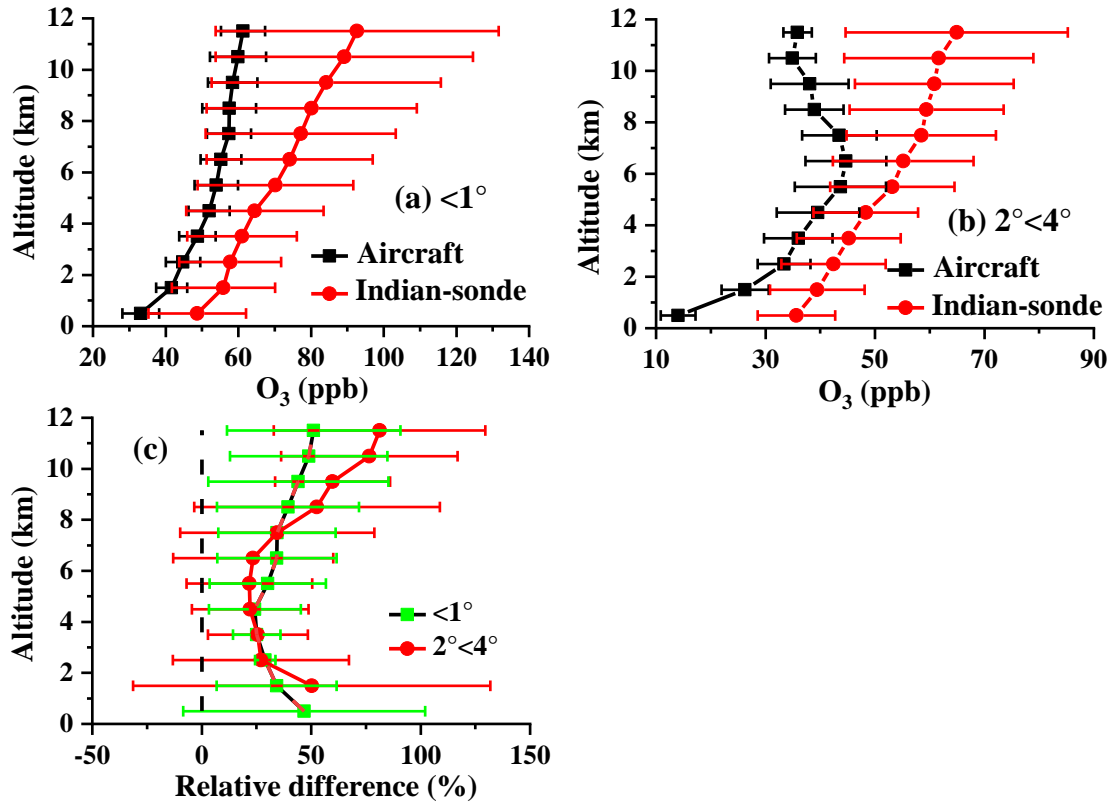 12
10
8
6
4
2
0
Altitude (km)
(a) <1°
Aircraft
Indian-sonde
20 40 60 80 100 120 140
O₃ (ppb)
12
10
8
6
4
2
0
Altitude (km)
(b) 2°<4°
Aircraft
Indian-sonde
10 30 50 70 90
O₃ (ppb)
12
10
8
6
4
2
0
Altitude (km)
(c)
<1°
2°<4°
-50 0 50 100 150
Relative difference (%)